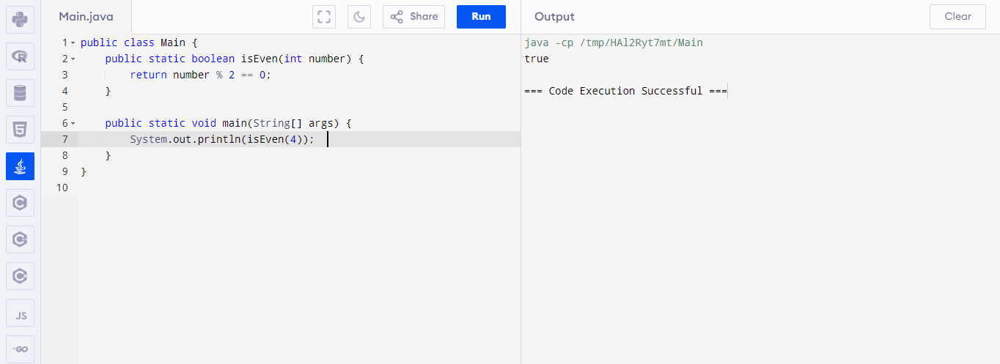 Main.java
Share
Run
Output
Clear
1 public class Main {
2     public static boolean isEven(int number) {
3         return number % 2 == 0;
4     }
5
6     public static void main(String[] args) {
7         System.out.println(isEven(4));
8     }
9 }
10
java -cp /tmp/HAl2Ryt7mt/Main
true
=== Code Execution Successful ===
R
5
C
C
C
JS
GO